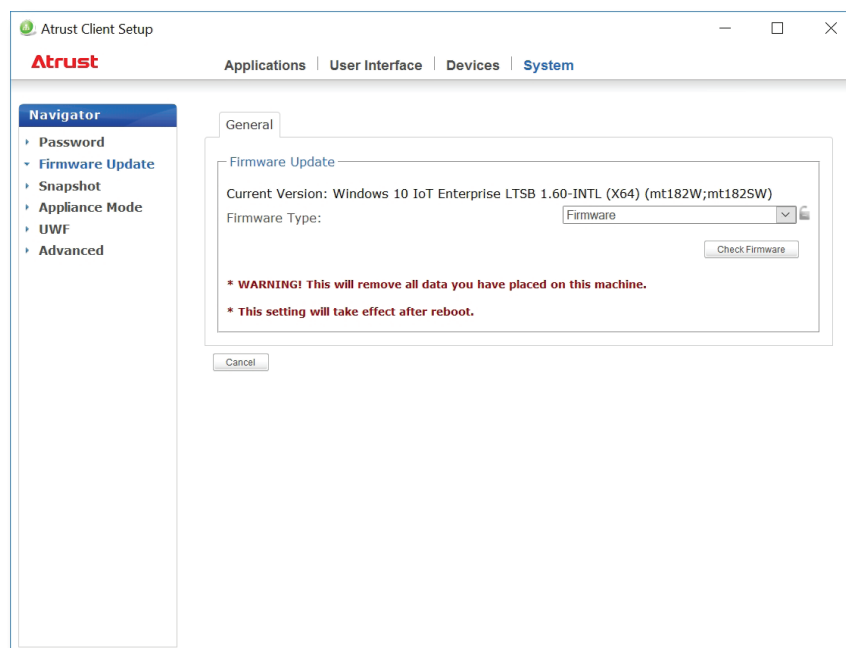 Atrust Client Setup
Atrust
Applications | User Interface | Devices | System
Navigator
Password
Firmware Update
Snapshot
Appliance Mode
UWF
Advanced
General
Firmware Update
Current Version: Windows 10 IoT Enterprise LTSB 1.60-INTL (X64) (mt182W;mt182SW)
Firmware Type: Firmware
Check Firmware
* WARNING! This will remove all data you have placed on this machine.
* This setting will take effect after reboot.
Cancel